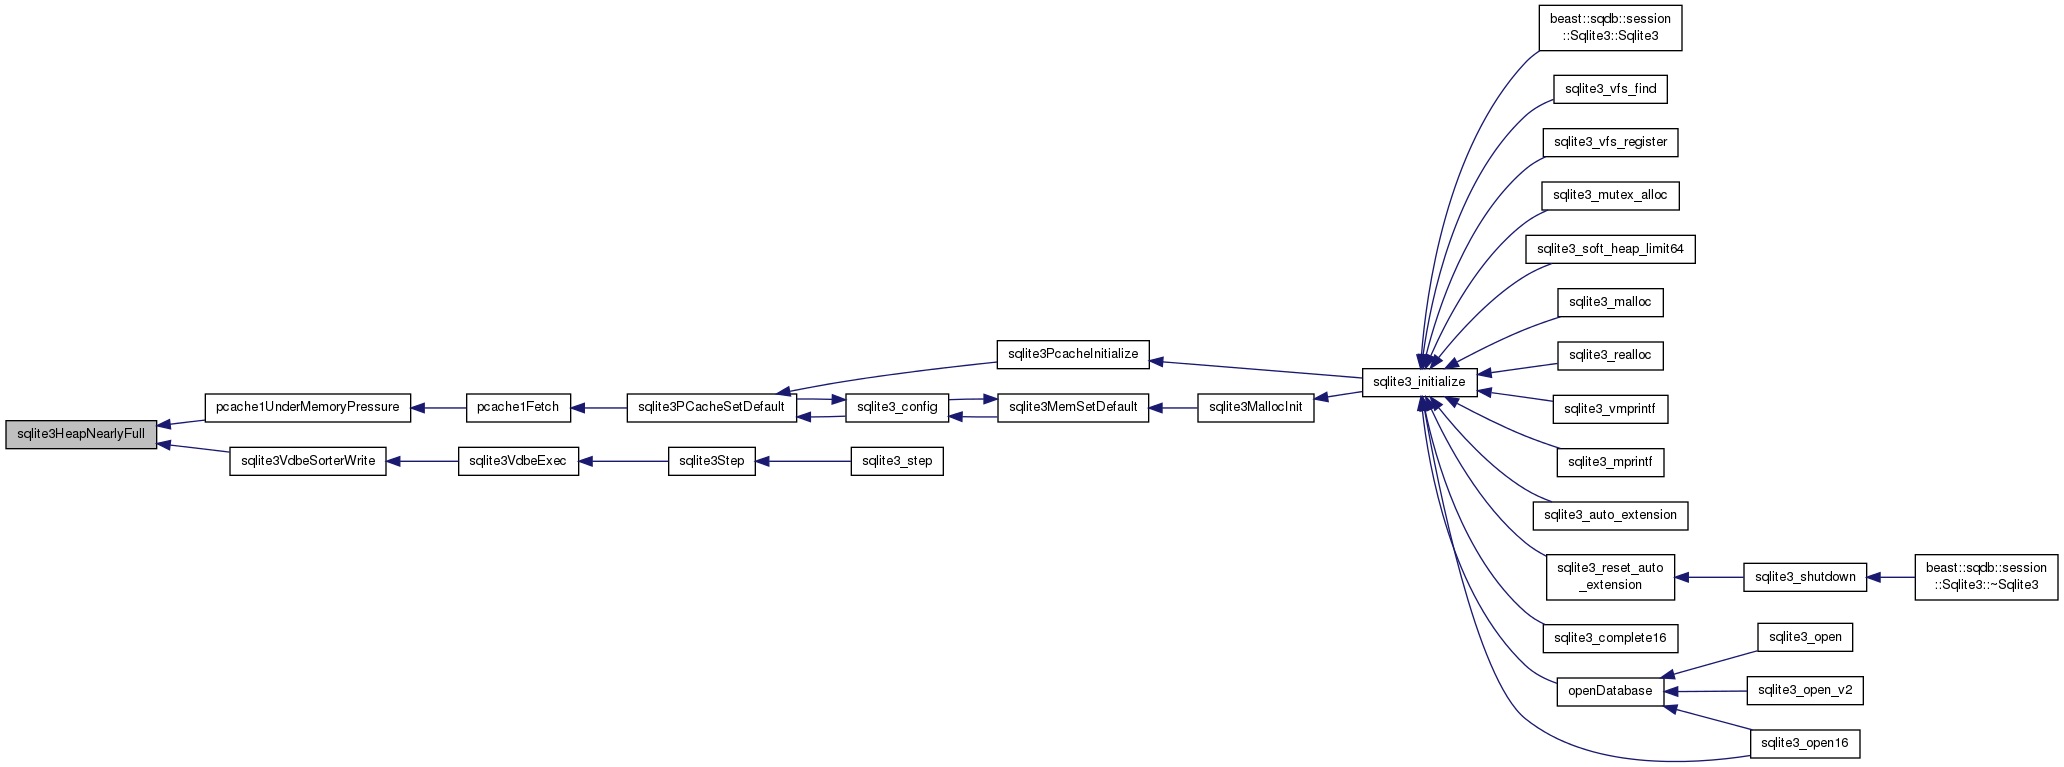 beast::sqdb::session
::Sqlite3::Sqlite3
sqlite3_vfs_find
sqlite3_vfs_register
sqlite3_mutex_alloc
sqlite3_soft_heap_limit64
sqlite3_malloc
sqlite3_realloc
sqlite3PcacheInitialize
sqlite3_initialize
sqlite3_vmprintf
pcache1UnderMemoryPressure
pcache1Fetch
sqlite3PCacheSetDefault
sqlite3_config
sqlite3MemSetDefault
sqlite3MallocInit
sqlite3HeapNearlyFull
sqlite3VdbeSorterWrite
sqlite3VdbeExec
sqlite3Step
sqlite3_step
sqlite3_mprintf
sqlite3_auto_extension
sqlite3_reset_auto
_extension
sqlite3_shutdown
beast::sqdb::session
::Sqlite3::~Sqlite3
sqlite3_complete16
sqlite3_open
openDatabase
sqlite3_open_v2
sqlite3_open16